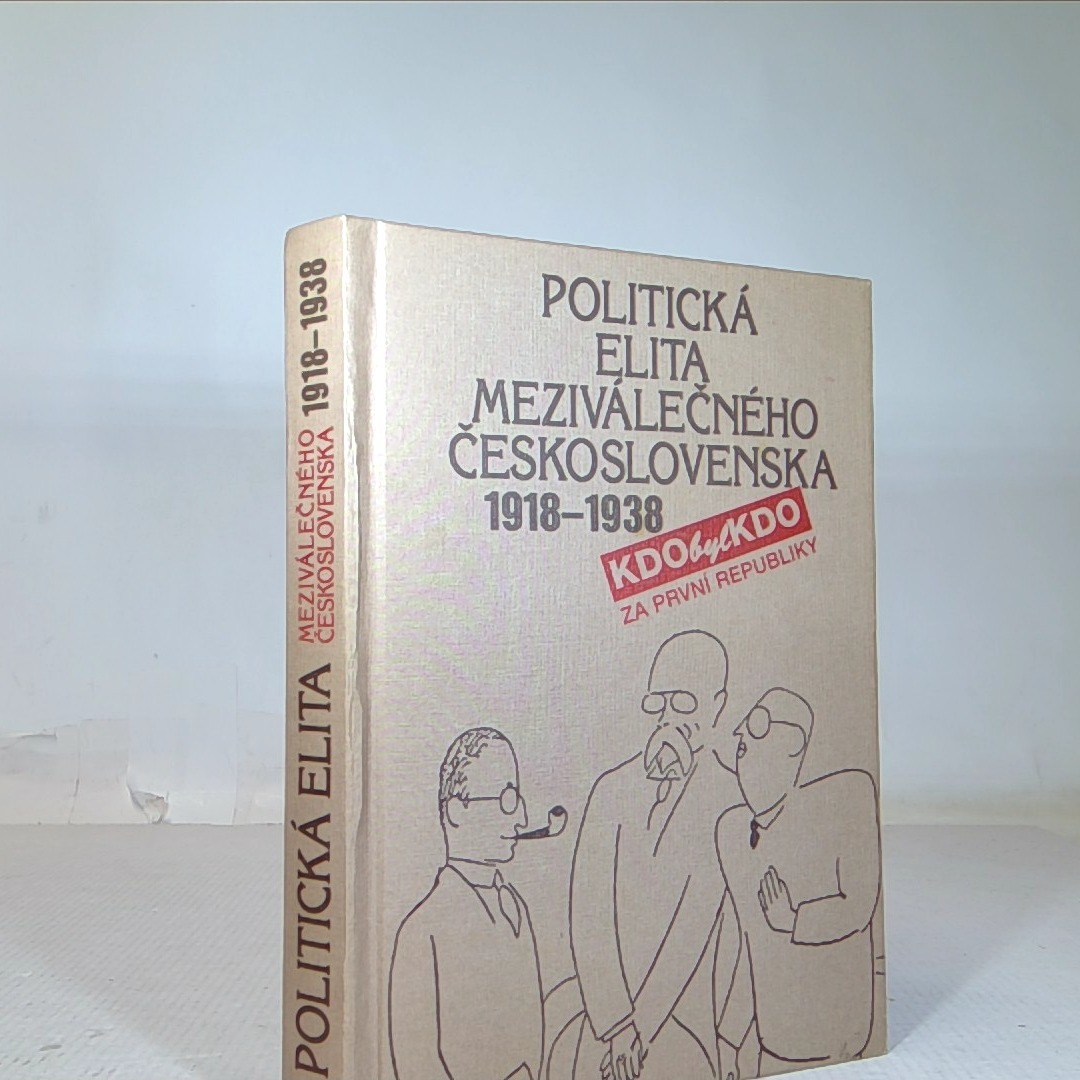 POLITICKÁ
ELITA
MEZIVÁLEČNÉHO
ČESKOSLOVENSKA
1918–1938
KDO byl KDO
ZA PRVNÍ REPUBLIKY
POLITICKÁ ELITA
MEZIVÁLEČNÉHO
ČESKOSLOVENSKA
1918–1938